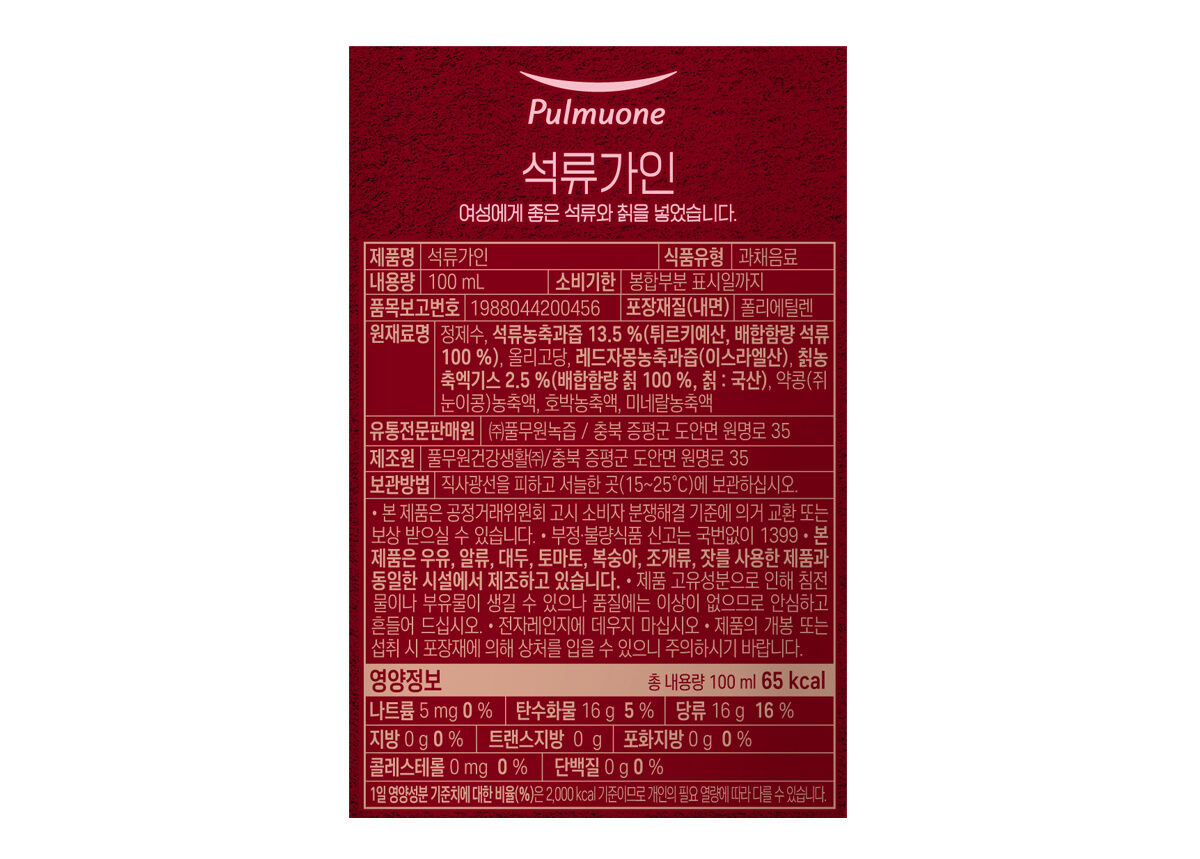 Pulmuone
석류가인
여성에게 좋은 석류와 칡을 넣었습니다.
제품명 석류가인 식품유형 과채음료
내용량 100 mL 소비기한 봉합부분 표시일까지
품목보고번호 1988044200456 포장재질(내면) 폴리에틸렌
원재료명 정제수, 석류농축과즙 13.5 %(튀르키예산, 배합함량 석류
100 %), 올리고당, 레드자몽농축과즙(이스라엘산), 칡농
축엑기스 2.5 %(배합함량 칡 100 %, 칡 : 국산), 약콩(쥐
눈이콩)농축액, 호박농축액, 미네랄농축액
유통전문판매원 ㈜풀무원녹즙 / 충북 증평군 도안면 원명로 35
제조원 풀무원건강생활㈜/충북 증평군 도안면 원명로 35
보관방법 직사광선을 피하고 서늘한 곳(15~25℃)에 보관하십시오.
• 본 제품은 공정거래위원회 고시 소비자 분쟁해결 기준에 의거 교환 또는
보상 받으실 수 있습니다. • 부정·불량식품 신고는 국번없이 1399 • 본
제품은 우유, 알류, 대두, 토마토, 복숭아, 조개류, 잣를 사용한 제품과
동일한 시설에서 제조하고 있습니다. • 제품 고유성분으로 인해 침전
물이나 부유물이 생길 수 있으나 품질에는 이상이 없으므로 안심하고
흔들어 드십시오. • 전자레인지에 데우지 마십시오 • 제품의 개봉 또는
섭취 시 포장재에 의해 상처를 입을 수 있으니 주의하시기 바랍니다.
영양정보 총 내용량 100 ml 65 kcal
나트륨 5 mg 0 % 탄수화물 16 g 5 % 당류 16 g 16 %
지방 0 g 0 % 트랜스지방 0 g 포화지방 0 g 0 %
콜레스테롤 0 mg 0 % 단백질 0 g 0 %
1일 영양성분 기준치에 대한 비율(%)은 2,000 kcal 기준이므로 개인의 필요 열량에 따라 다를 수 있습니다.